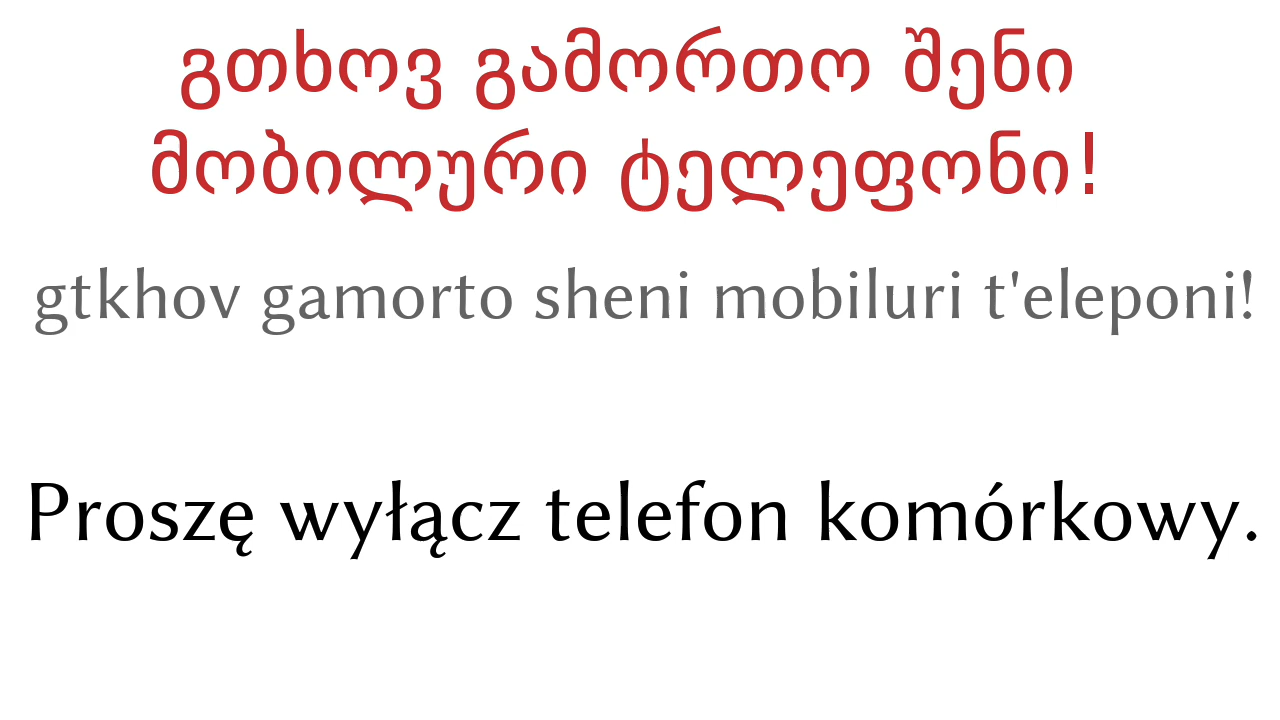 გთხოვ გამორთო შენი
მობილური ტელეფონი!
gtkhov gamorto sheni mobiluri t'eleponi!
Proszę wyłącz telefon komórkowy.